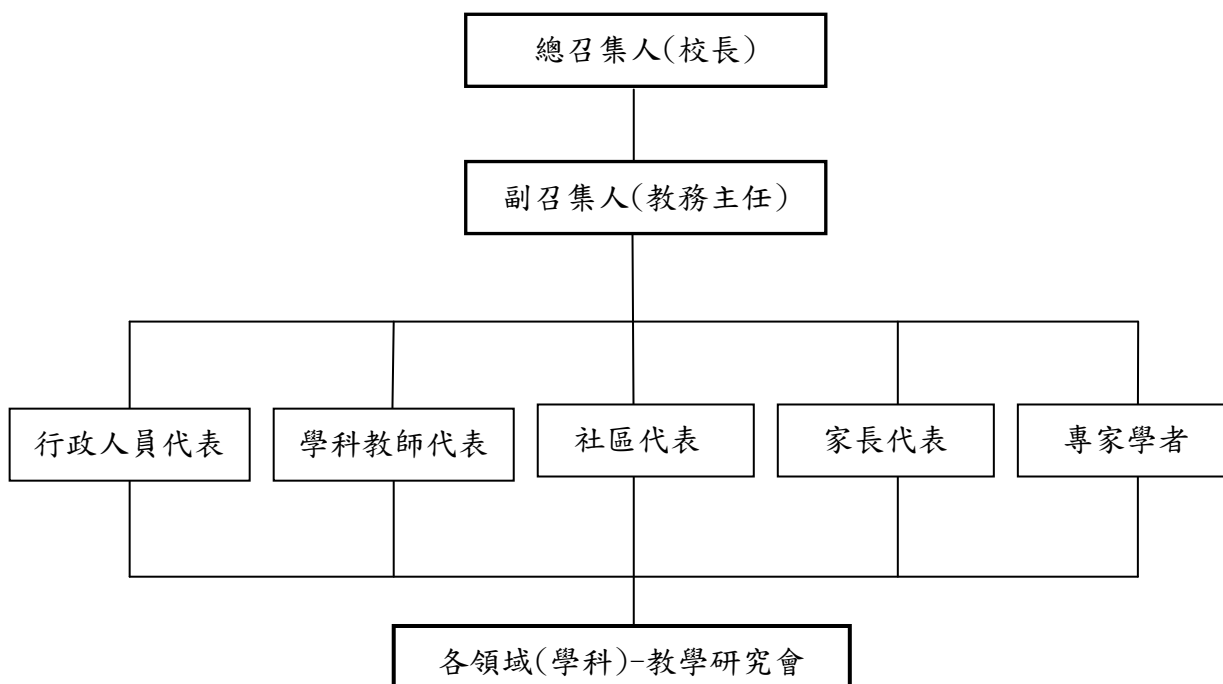 總召集人(校長)
副召集人(教務主任)
行政人員代表
學科教師代表
社區代表
家長代表
專家學者
各領域(學科)-教學研究會